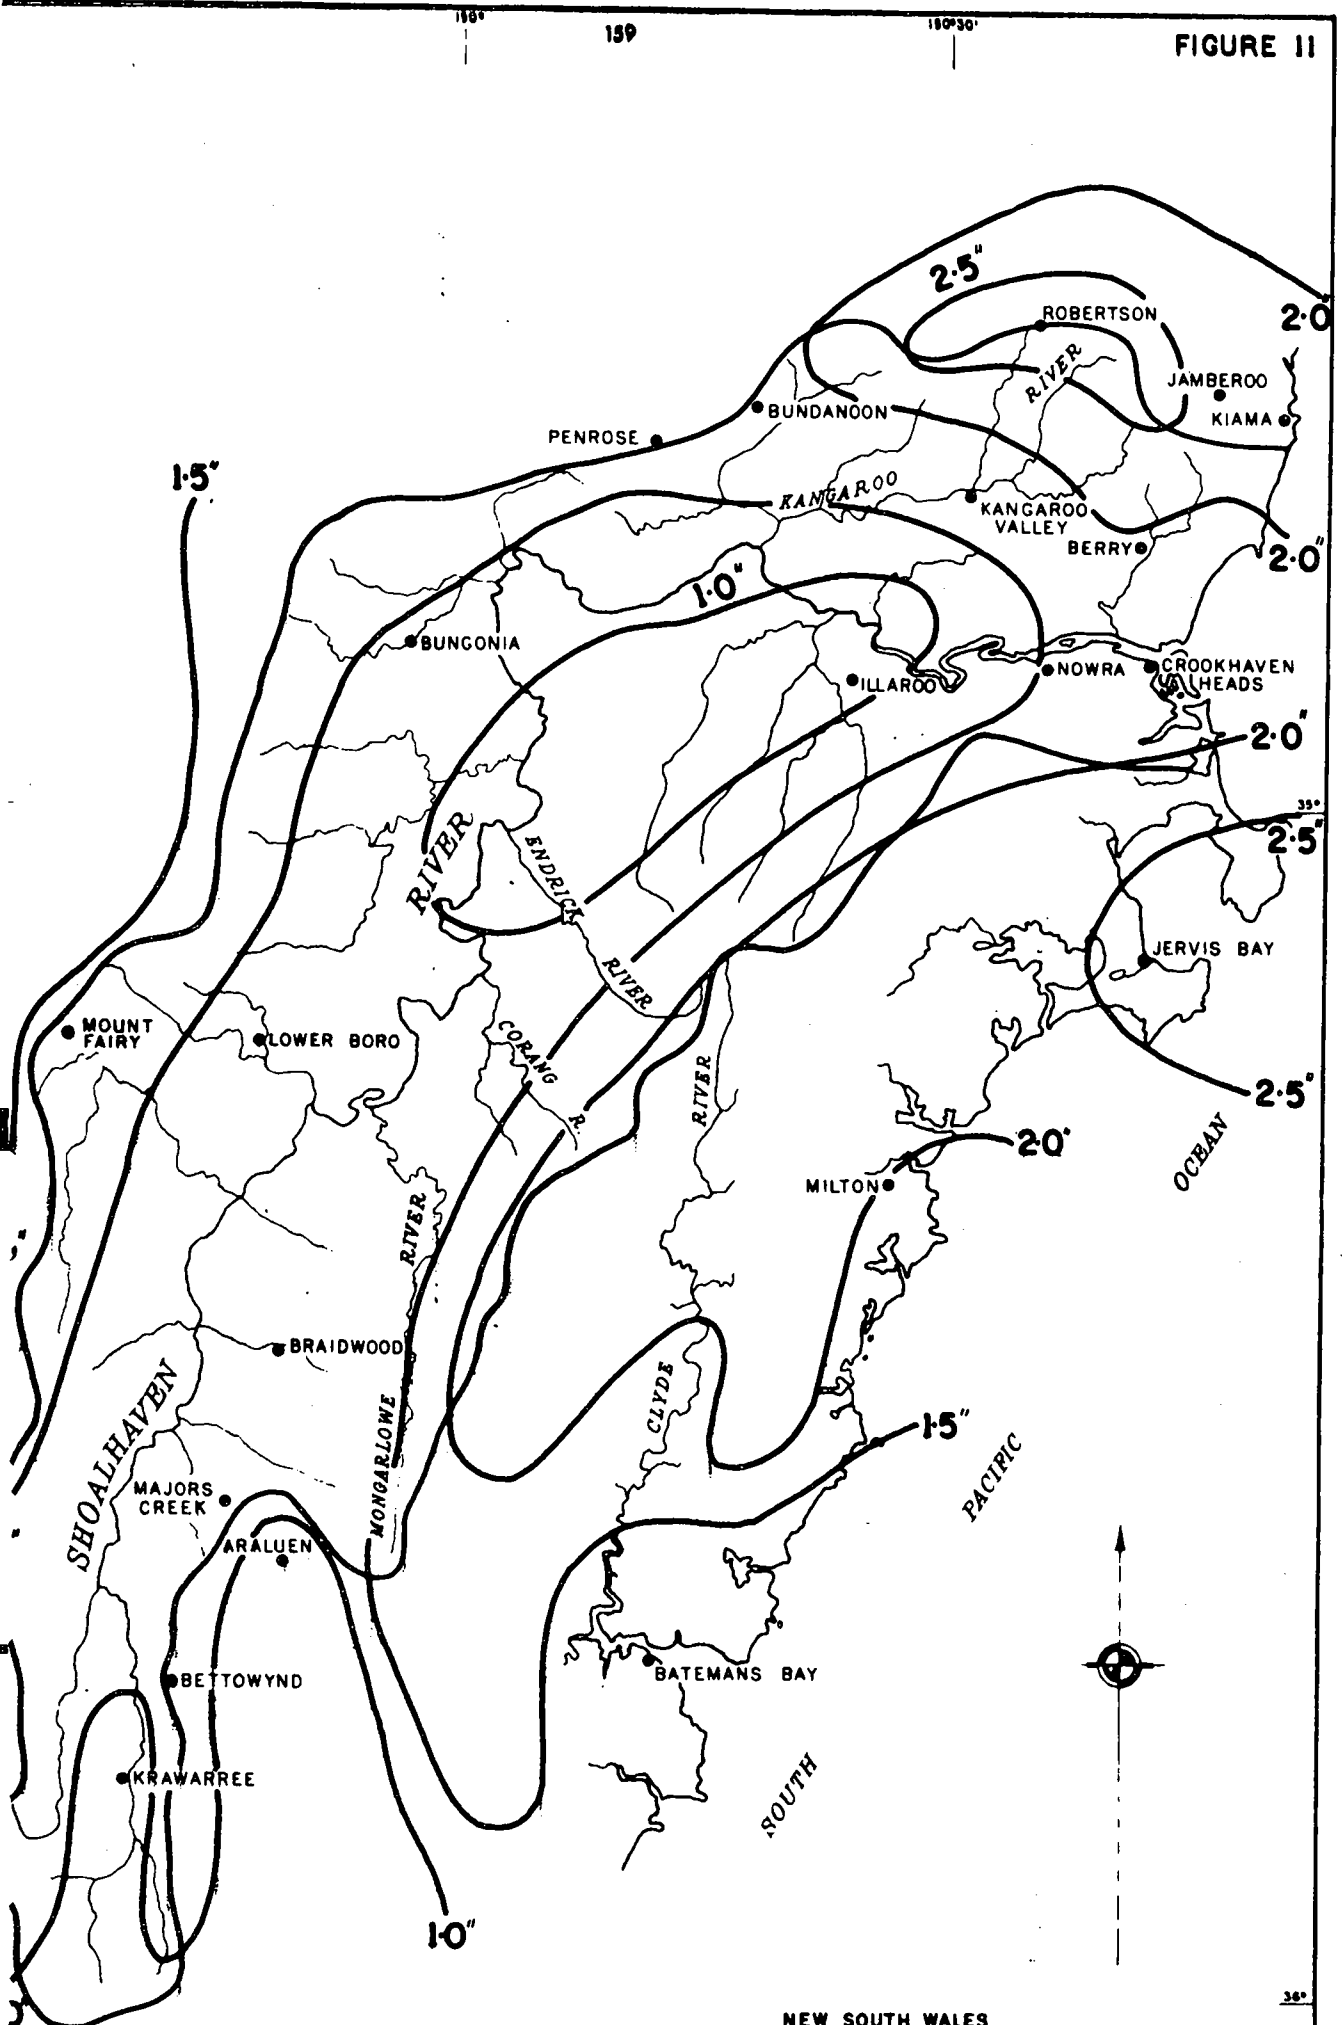 150°
159
150°30'
FIGURE 11
2.5"
2.0"
ROBERTSON
RIVER
JAMBEROO
KIAMA
BUNDANOON
PENROSE
1.5"
KANGAROO
KANGAROO
VALLEY
BERRY
2.0"
1.0"
BUNGONIA
ILLAROO
NOWRA
CROOKHAVEN
HEADS
2.0"
35°
2.5"
RIVER
ENDRICK
RIVER
JERVIS BAY
MOUNT
FAIRY
LOWER BORO
CORANG
R.
RIVER
2.5"
OCEAN
2.0"
MILTON
RIVER
BRAIDWOOD
SHOALHAVEN
CLYDE
MONGARLOWE
1.5"
PACIFIC
MAJORS
CREEK
ARALUEN
BETTOWYND
BATEMANS BAY
KRAWARREE
SOUTH
1.0"
36°
NEW SOUTH WALES